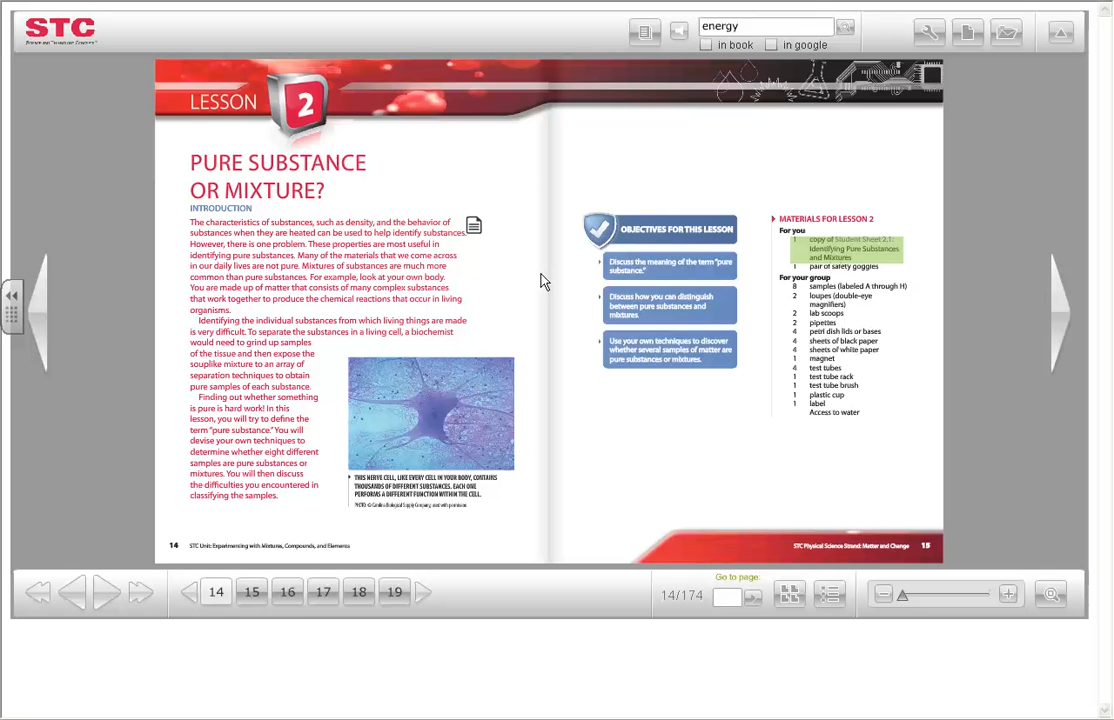 STC
energy
in book
in google
LESSON 2
PURE SUBSTANCE
OR MIXTURE?
INTRODUCTION
The characteristics of substances, such as density, and the behavior of
substances when they are heated can be used to help identify substances.
However, there is one problem. These properties are most useful in
identifying pure substances. Many of the materials that we come across
in our daily lives are not pure. Mixtures of substances are much more
common than pure substances. For example, look at your own body.
You are made up of matter that consists of many complex substances
that work together to produce the chemical reactions that occur in living
organisms.
Identifying the individual substances from which living things are made
is very difficult. To separate the substances in a living cell, a biochemist
would need to grind up samples
of the tissue and then expose the
souplike mixture to an array of
separation techniques to obtain
pure samples of each substance.
Finding out whether something
is pure is hard work! In this
lesson, you will try to define the
term "pure substance." You will
devise your own techniques to
determine whether eight different
samples are pure substances or
mixtures. You will then discuss
the difficulties you encountered in
classifying the samples.
THIS NERVE CELL, LIKE EVERY CELL IN YOUR BODY, CONTAINS
THOUSANDS OF DIFFERENT SUBSTANCES. EACH ONE
PERFORMS A DIFFERENT FUNCTION WITHIN THE CELL.
PHOTO: © Carolina Biological Supply Company, used with permission
14 STC Unit: Experimenting with Mixtures, Compounds, and Elements
OBJECTIVES FOR THIS LESSON
Discuss the meaning of the term "pure
substance."
Discuss how you can distinguish
between pure substances and
mixtures.
Use your own techniques to discover
whether several samples of matter are
pure substances or mixtures.
MATERIALS FOR LESSON 2
For you
1 copy of Student Sheet 2.1:
Identifying Pure Substances
and Mixtures
1 pair of safety goggles
For your group
8 samples (labeled A through H)
2 loupes (double-eye
magnifiers)
2 lab scoops
2 pipettes
4 petri dish lids or bases
4 sheets of black paper
4 sheets of white paper
1 magnet
4 test tubes
1 test tube rack
1 test tube brush
1 plastic cup
1 label
Access to water
STC Physical Science Strand: Matter and Change 15
14 15 16 17 18 19
14/174
Go to page: